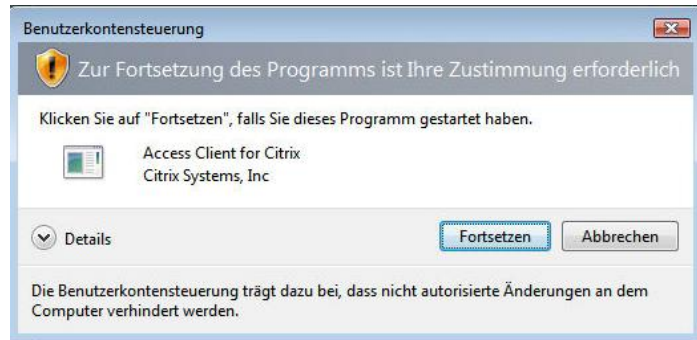 Benutzerkontensteuerung
Zur Fortsetzung des Programms ist Ihre Zustimmung erforderlich
Klicken Sie auf "Fortsetzen", falls Sie dieses Programm gestartet haben.
Access Client for Citrix
Citrix Systems, Inc
Details
Fortsetzen
Abbrechen
Die Benutzerkontensteuerung trägt dazu bei, dass nicht autorisierte Änderungen an dem
Computer verhindert werden.